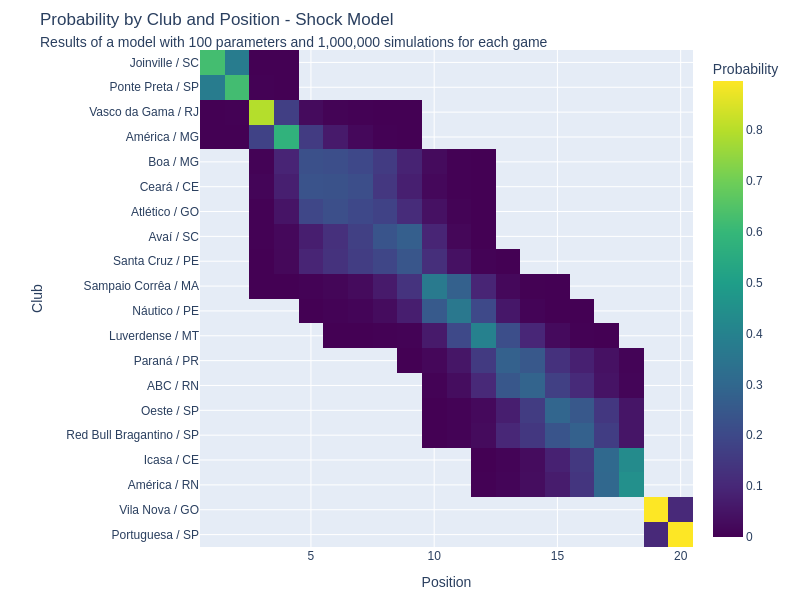 Probability by Club and Position - Shock Model
Results of a model with 100 parameters and 1,000,000 simulations for each game
Probability
Joinville / SC
Ponte Preta / SP
Vasco da Gama / RJ
América / MG
Boa / MG
Ceará / CE
Atlético / GO
Avaí / SC
Santa Cruz / PE
Sampaio Corrêa / MA
Náutico / PE
Luverdense / MT
Paraná / PR
ABC / RN
Oeste / SP
Red Bull Bragantino / SP
Icasa / CE
América / RN
Vila Nova / GO
Portuguesa / SP
Club
5
10
15
20
Position
0.8
0.7
0.6
0.5
0.4
0.3
0.2
0.1
0